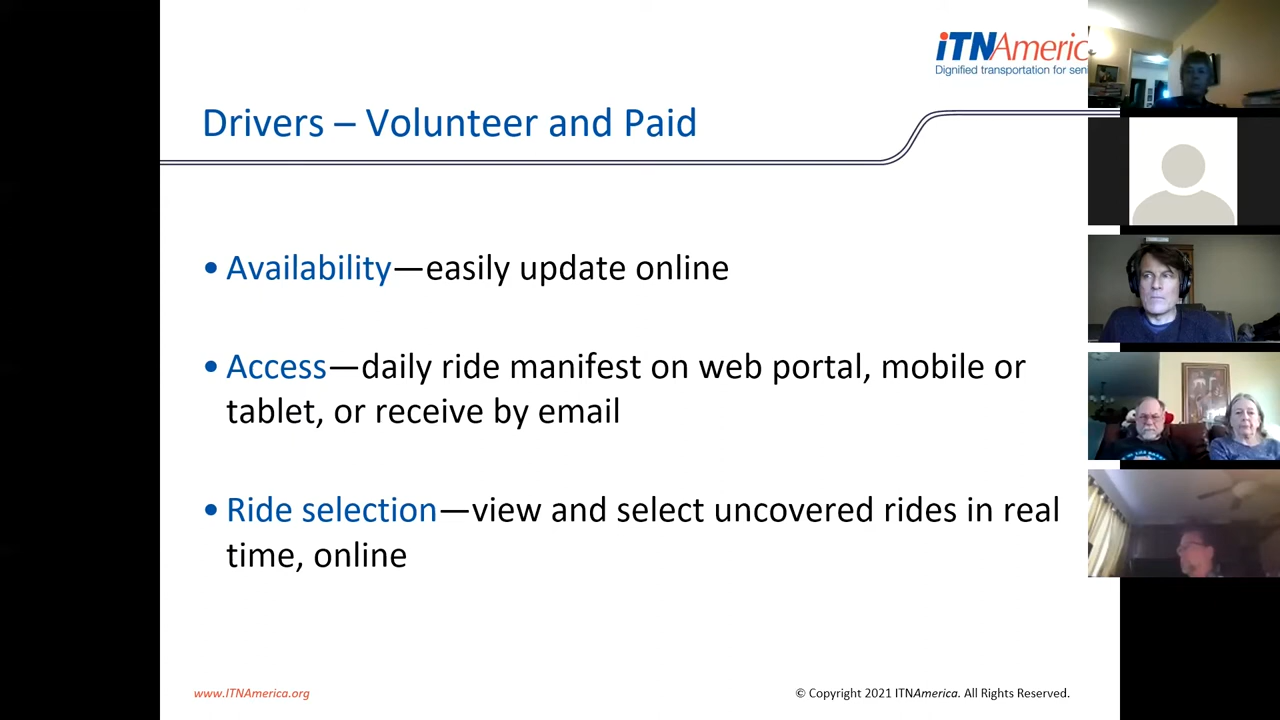 iTNAmeric
Dignified transportation for sen
Drivers – Volunteer and Paid
• Availability—easily update online
• Access—daily ride manifest on web portal, mobile or
tablet, or receive by email
• Ride selection—view and select uncovered rides in real
time, online
www.ITNAmerica.org
© Copyright 2021 ITNAmerica. All Rights Reserved.